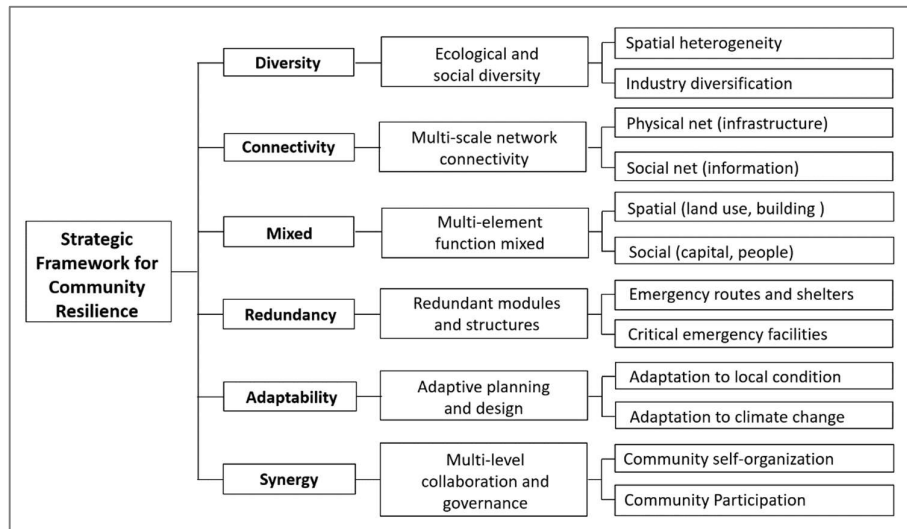 Strategic
Framework for
Community
Resilience
Diversity
Ecological and
social diversity
Spatial heterogeneity
Industry diversification
Connectivity
Multi-scale network
connectivity
Physical net (infrastructure)
Social net (information)
Mixed
Multi-element
function mixed
Spatial (land use, building )
Social (capital, people)
Redundancy
Redundant modules
and structures
Emergency routes and shelters
Critical emergency facilities
Adaptability
Adaptive planning
and design
Adaptation to local condition
Adaptation to climate change
Synergy
Multi-level
collaboration and
governance
Community self-organization
Community Participation